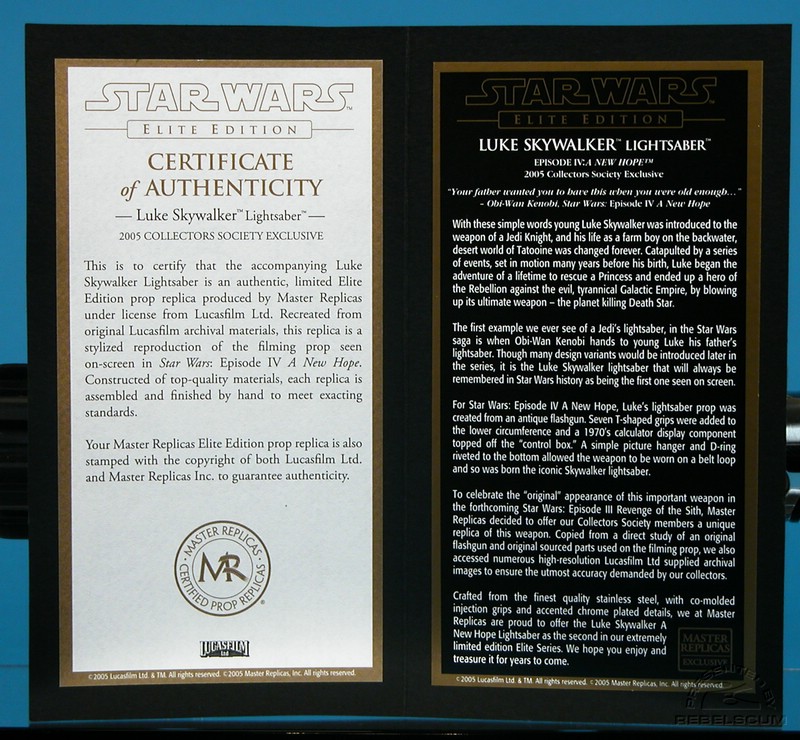 STAR WARS™
ELITE EDITION
CERTIFICATE
of AUTHENTICITY
— Luke Skywalker™ Lightsaber™ —
2005 COLLECTORS SOCIETY EXCLUSIVE
This is to certify that the accompanying Luke
Skywalker Lightsaber is an authentic, limited Elite
Edition prop replica produced by Master Replicas
under license from Lucasfilm Ltd. Recreated from
original Lucasfilm archival materials, this replica is a
stylized reproduction of the filming prop seen
on-screen in Star Wars: Episode IV A New Hope.
Constructed of top-quality materials, each replica is
assembled and finished by hand to meet exacting
standards.
Your Master Replicas Elite Edition prop replica is also
stamped with the copyright of both Lucasfilm Ltd.
and Master Replicas Inc. to guarantee authenticity.
MASTER REPLICAS
MR
CERTIFIED PROP REPLICAS
®
LUCASFILM
Ltd
©2005 Lucasfilm Ltd. & TM. All rights reserved. ©2005 Master Replicas, Inc. All rights reserved.
STAR WARS™
ELITE EDITION
LUKE SKYWALKER™ LIGHTSABER™
EPISODE IV: A NEW HOPE™
2005 Collectors Society Exclusive
"Your father wanted you to have this when you were old enough..."
– Obi-Wan Kenobi, Star Wars: Episode IV A New Hope
With these simple words young Luke Skywalker was introduced to the
weapon of a Jedi Knight, and his life as a farm boy on the backwater,
desert world of Tatooine was changed forever. Catapulted by a series
of events, set in motion many years before his birth, Luke began the
adventure of a lifetime to rescue a Princess and ended up a hero of
the Rebellion against the evil, tyrannical Galactic Empire, by blowing
up its ultimate weapon – the planet killing Death Star.
The first example we ever see of a Jedi's lightsaber, in the Star Wars
saga is when Obi-Wan Kenobi hands to young Luke his father's
lightsaber. Though many design variants would be introduced later in
the series, it is the Luke Skywalker lightsaber that will always be
remembered in Star Wars history as being the first one seen on screen.
For Star Wars: Episode IV A New Hope, Luke's lightsaber prop was
created from an antique flashgun. Seven T-shaped grips were added to
the lower circumference and a 1970's calculator display component
topped off the "control box." A simple picture hanger and D-ring
riveted to the bottom allowed the weapon to be worn on a belt loop
and so was born the iconic Skywalker lightsaber.
To celebrate the "original" appearance of this important weapon in
the forthcoming Star Wars: Episode III Revenge of the Sith, Master
Replicas decided to offer our Collectors Society members a unique
replica of this weapon. Copied from a direct study of an original
flashgun and original sourced parts used on the filming prop, we also
accessed numerous high-resolution Lucasfilm Ltd supplied archival
images to ensure the utmost accuracy demanded by our collectors.
Crafted from the finest quality stainless steel, with co-molded
injection grips and accented chrome plated details, we at Master
Replicas are proud to offer the Luke Skywalker A
New Hope Lightsaber as the second in our extremely
limited edition Elite Series. We hope you enjoy and
treasure it for years to come.
MASTER
REPLICAS
EXCLUSIVE
©2005 Lucasfilm Ltd. & TM. All rights reserved. ©2005 Master Replicas, Inc. All rights reserved.
PRESENTED BY
REBELSCUM